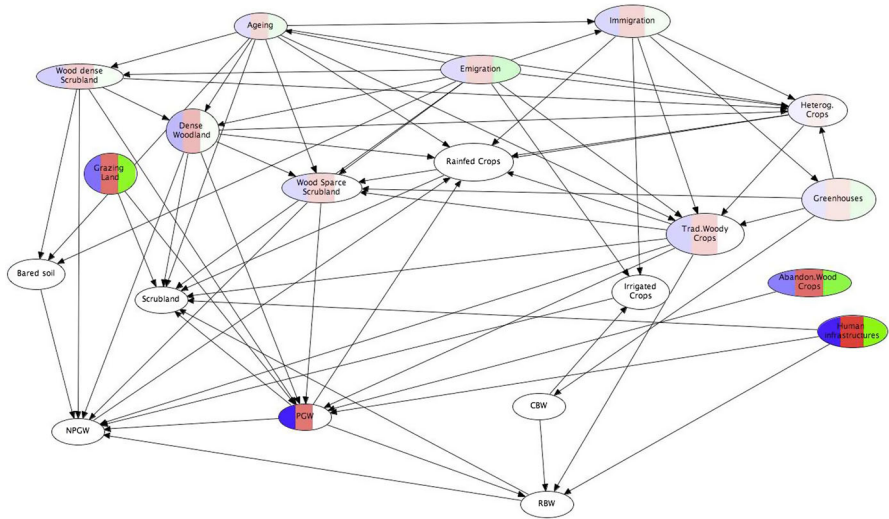 Ageing
Immigration
Wood dense
Scrubland
Emigration
Heterog.
Crops
Dense
Woodland
Rainfed Crops
Grazing
Land
Wood Sparce
Scrubland
Greenhouses
Trad.Woody
Crops
Bared soil
Scrubland
Irrigated
Crops
Abandon.Wood
Crops
Human
infrastructures
CBW
PGW
NPGW
RBW